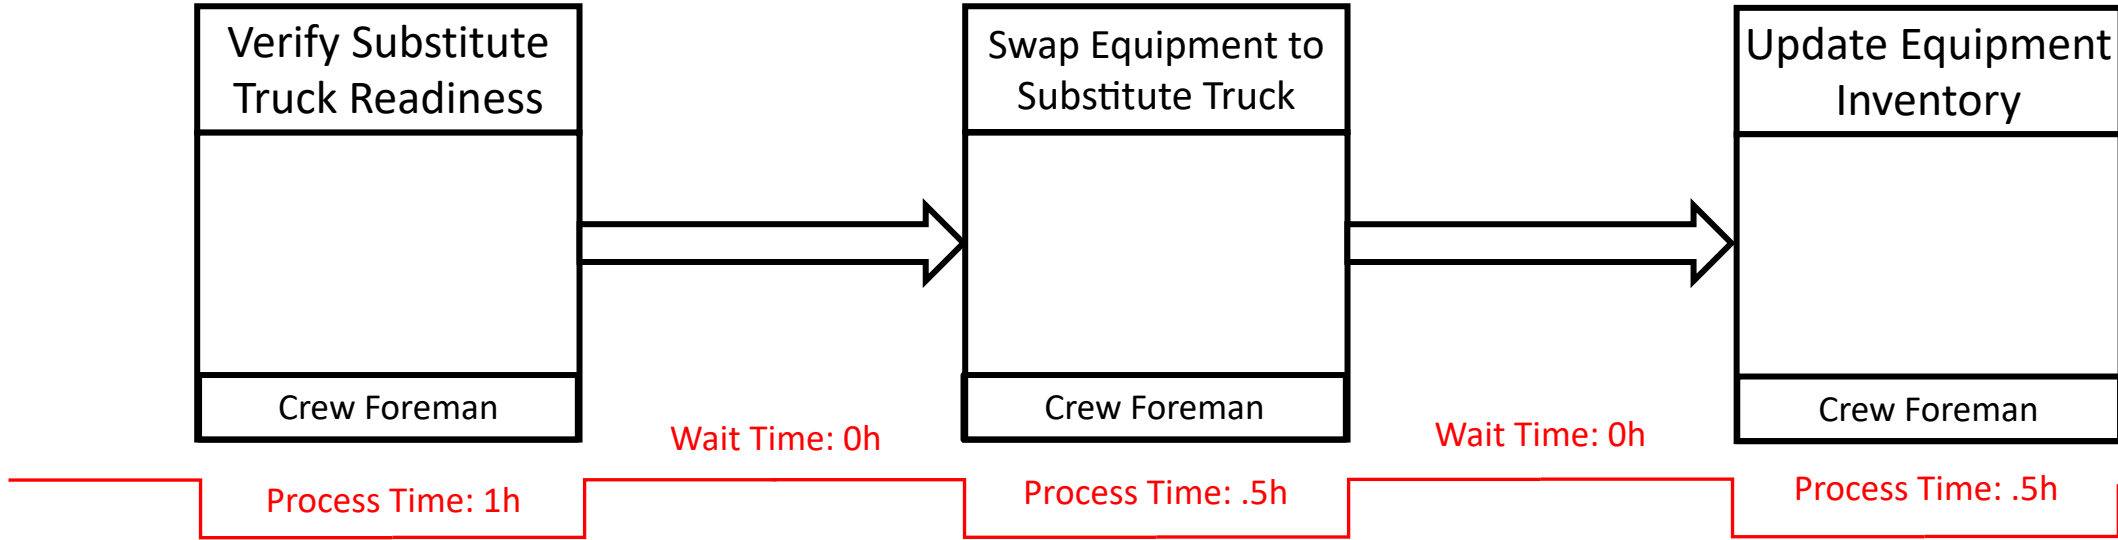 Verify Substitute
Truck Readiness
Crew Foreman
Process Time: 1h
Wait Time: 0h
Swap Equipment to
Substitute Truck
Crew Foreman
Process Time: .5h
Wait Time: 0h
Update Equipment
Inventory
Crew Foreman
Process Time: .5h